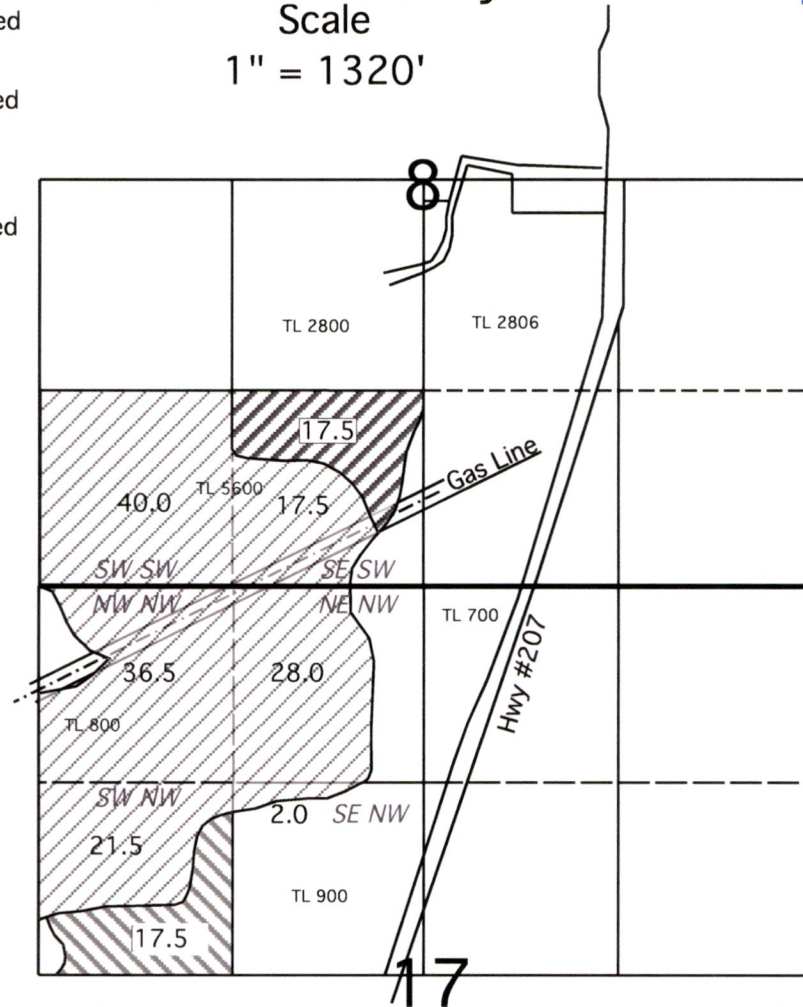 ed
Scale
1" = 1320'
ed
8
8
ed
TL 2800
TL 2806
17.5
Gas Line
TL 5600
40.0
17.5
SW SW
SE SW
NW NW
NE NW
TL 700
36.5
28.0
Hwy #207
TL 800
SW NW
2.0
SE NW
21.5
TL 900
17.5
17